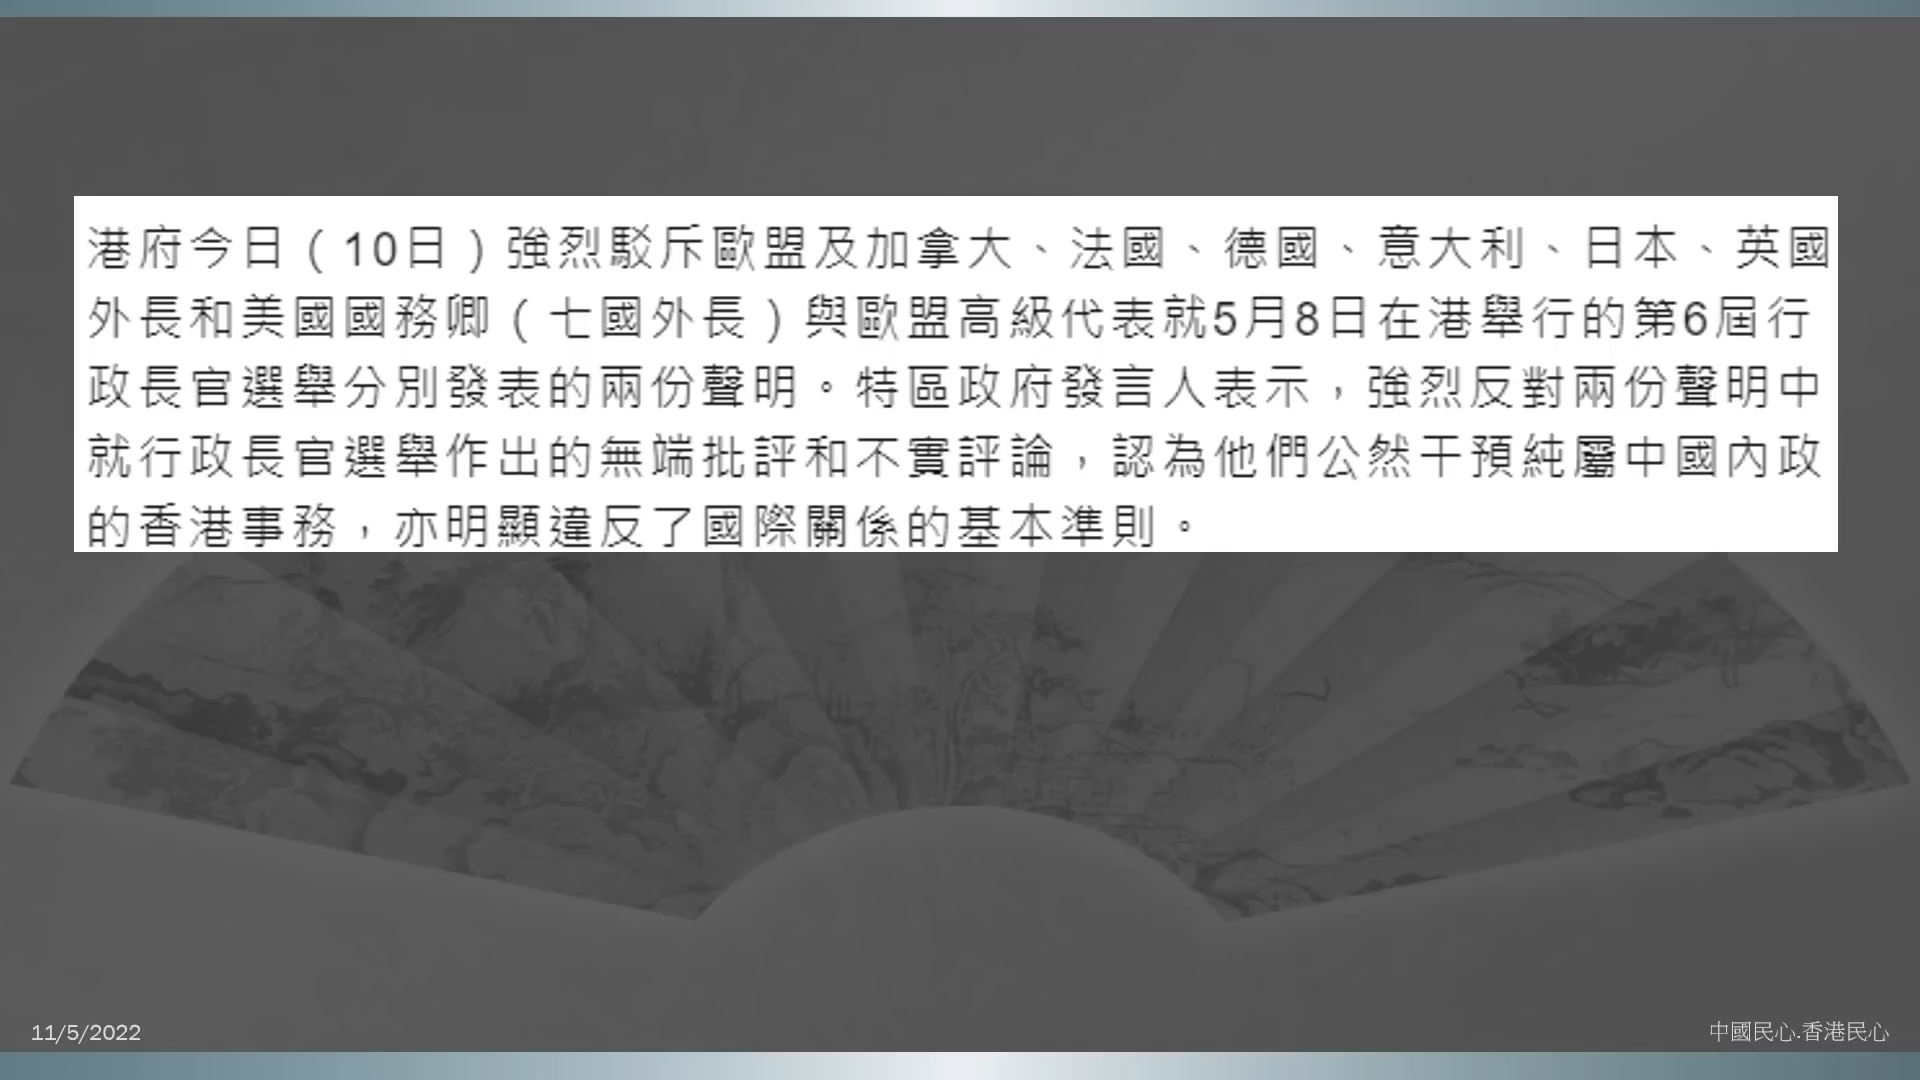 港府今日（10日）強烈駁斥歐盟及加拿大、法國、德國、意大利、日本、英國
外長和美國國務卿（七國外長）與歐盟高級代表就5月8日在港舉行的第6屆行
政長官選舉分別發表的兩份聲明。特區政府發言人表示，強烈反對兩份聲明中
就行政長官選舉作出的無端批評和不實評論，認為他們公然干預純屬中國內政
的香港事務，亦明顯違反了國際關係的基本準則。
11/5/2022
中國民心.香港民心